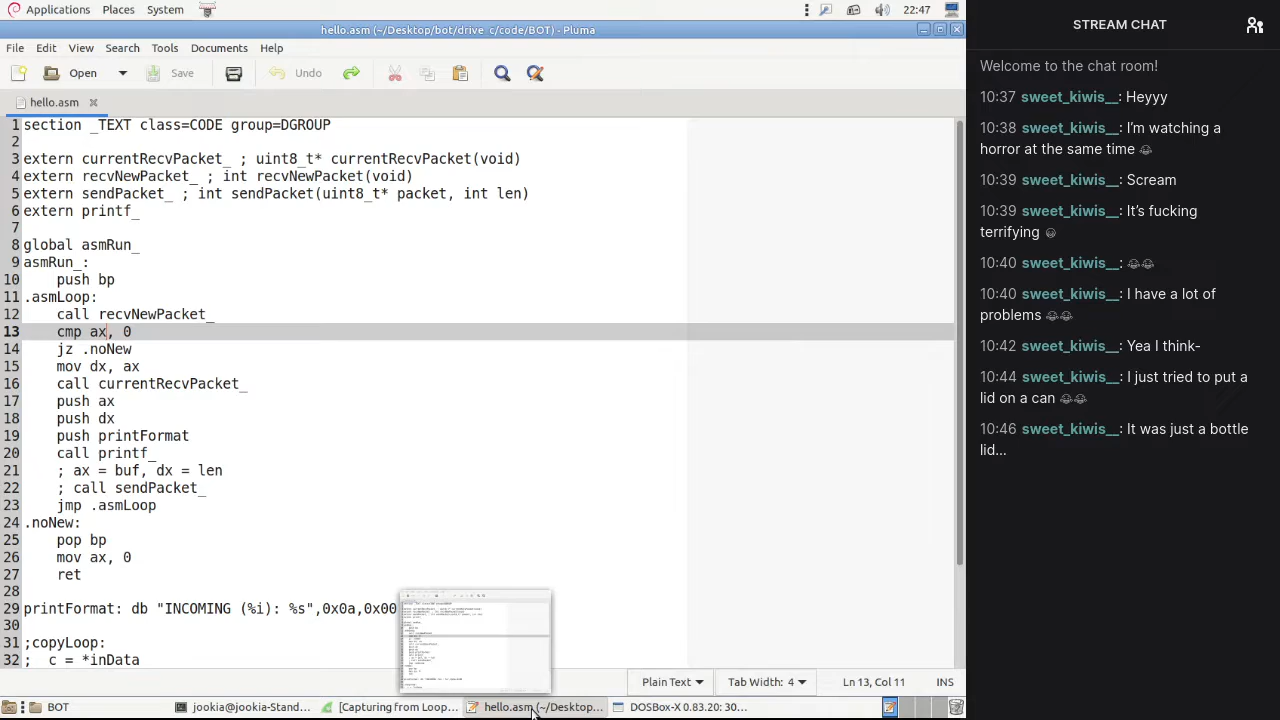 Applications Places System 22:47
hello.asm (~/Desktop/bot/drive_c/code/BOT) - Pluma
File Edit View Search Tools Documents Help
Open Save Undo
hello.asm
1 section _TEXT class=CODE group=DGROUP
2
3 extern currentRecvPacket_ ; uint8_t* currentRecvPacket(void)
4 extern recvNewPacket_ ; int recvNewPacket(void)
5 extern sendPacket_ ; int sendPacket(uint8_t* packet, int len)
6 extern printf_
7
8 global asmRun_
9 asmRun_:
10 push bp
11 .asmLoop:
12 call recvNewPacket_
13 cmp ax, 0
14 jz .noNew
15 mov dx, ax
16 call currentRecvPacket_
17 push ax
18 push dx
19 push printFormat
20 call printf_
21 ; ax = buf, dx = len
22 ; call sendPacket_
23 jmp .asmLoop
24 .noNew:
25 pop bp
26 mov ax, 0
27 ret
28
29 printFormat: db "INCOMING (%i): %s",0x0a,0x00
30
31 ;copyLoop:
32 ; c = *inData
Plain Text Tab Width: 4 Ln 13, Col 11 INS
BOT jookia@jookia-Stand... [Capturing from Loop... hello.asm (~/Desktop... DOSBox-X 0.83.20: 30...
STREAM CHAT
Welcome to the chat room!
10:37 sweet_kiwis__: Heyyy
10:38 sweet_kiwis__: I'm watching a
horror at the same time 😂
10:39 sweet_kiwis__: Scream
10:39 sweet_kiwis__: It's fucking
terrifying 😀
10:40 sweet_kiwis__: 😂😂
10:40 sweet_kiwis__: I have a lot of
problems 😂😂
10:42 sweet_kiwis__: Yea I think-
10:44 sweet_kiwis__: I just tried to put a
lid on a can 😂😂
10:46 sweet_kiwis__: It was just a bottle
lid...